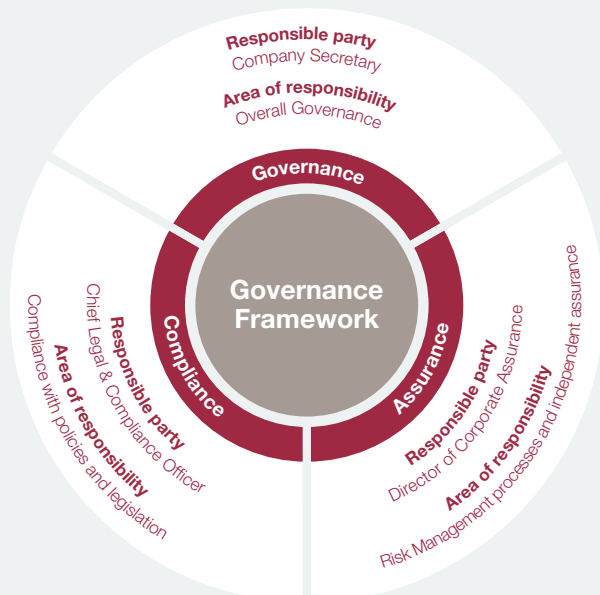 Responsible party
Company Secretary
Area of responsibility
Overall Governance
Governance
Governance
Framework
Compliance
Responsible party
Chief Legal & Compliance Officer
Area of responsibility
Compliance with policies and legislation
Assurance
Responsible party
Director of Corporate Assurance
Area of responsibility
Risk Management processes and independent assurance